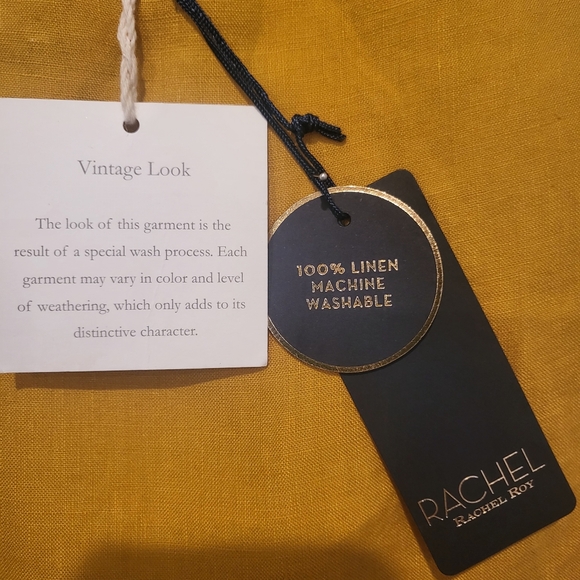 Vintage Look
The look of this garment is the
result of a special wash process. Each
garment may vary in color and level
of weathering, which only adds to its
distinctive character.
100% LINEN
MACHINE
WASHABLE
RACHEL
RACHEL ROY